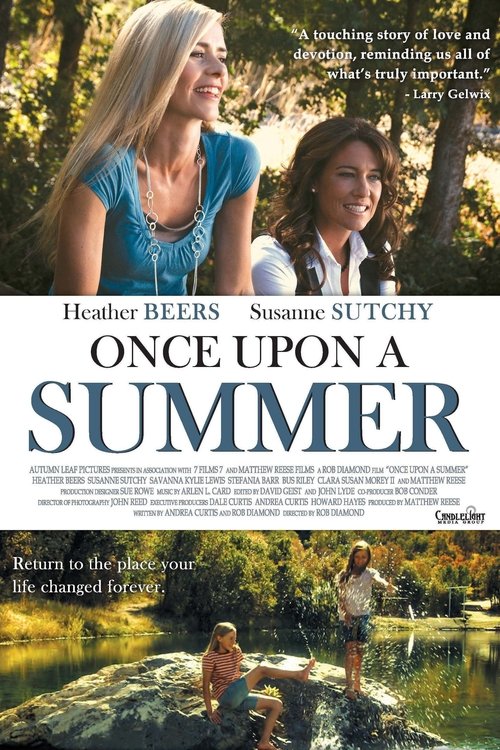 “A touching story of love and
devotion, reminding us all of
what’s truly important.”
- Larry Gelwix
Heather BEERS Susanne SUTCHY
ONCE UPON A
SUMMER
AUTUMN LEAF PICTURES PRESENTS IN ASSOCIATION WITH 7 FILMS 7 AND MATTHEW REESE FILMS A ROB DIAMOND FILM "ONCE UPON A SUMMER"
HEATHER BEERS SUSANNE SUTCHY SAVANNA KYLIE LEWIS STEFANIA BARR BUS RILEY CLARA SUSAN MOREY II AND MATTHEW REESE
PRODUCTION DESIGNER SUE ROWE MUSIC BY ARLEN L. CARD EDITED BY DAVID GEIST AND JOHN LYDE CO-PRODUCER BOB CONDER
DIRECTOR OF PHOTOGRAPHY JOHN REED EXECUTIVE PRODUCERS DALE CURTIS ANDREA CURTIS HOWARD HAYES PRODUCED BY MATTHEW REESE
WRITTEN BY ANDREA CURTIS AND ROB DIAMOND DIRECTED BY ROB DIAMOND
CANDLELIGHT
MEDIA GROUP
Return to the place your
life changed forever.